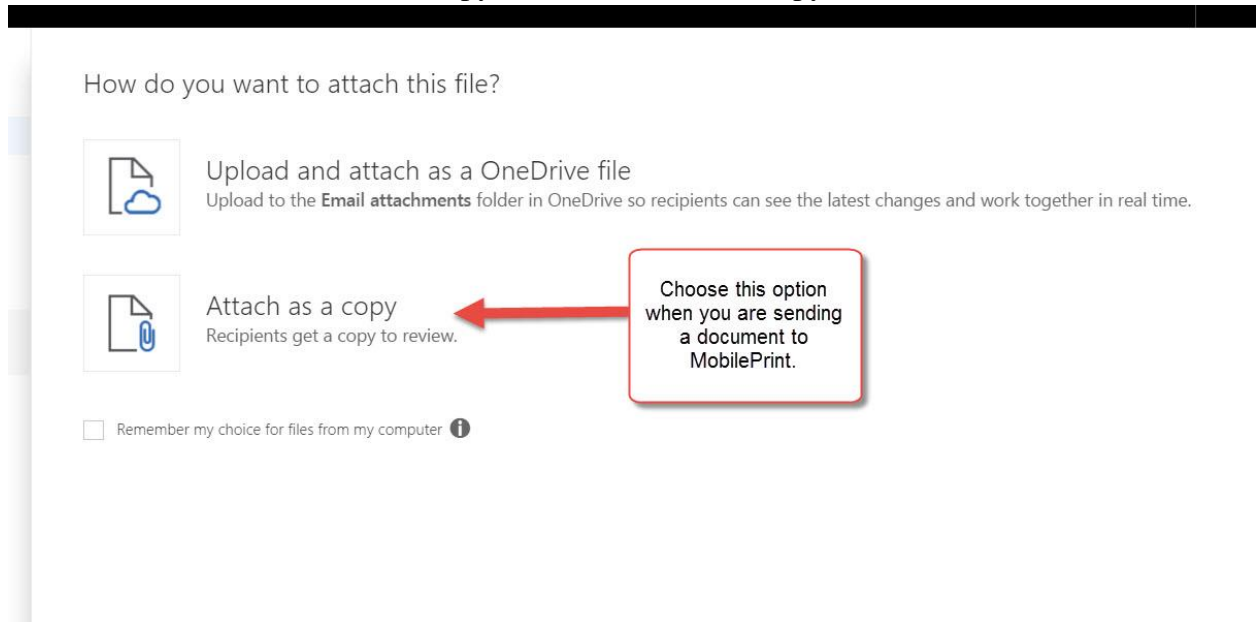 How do you want to attach this file?
Upload and attach as a OneDrive file
Upload to the Email attachments folder in OneDrive so recipients can see the latest changes and work together in real time.
Attach as a copy
Recipients get a copy to review.
Choose this option
when you are sending
a document to
MobilePrint.
Remember my choice for files from my computer